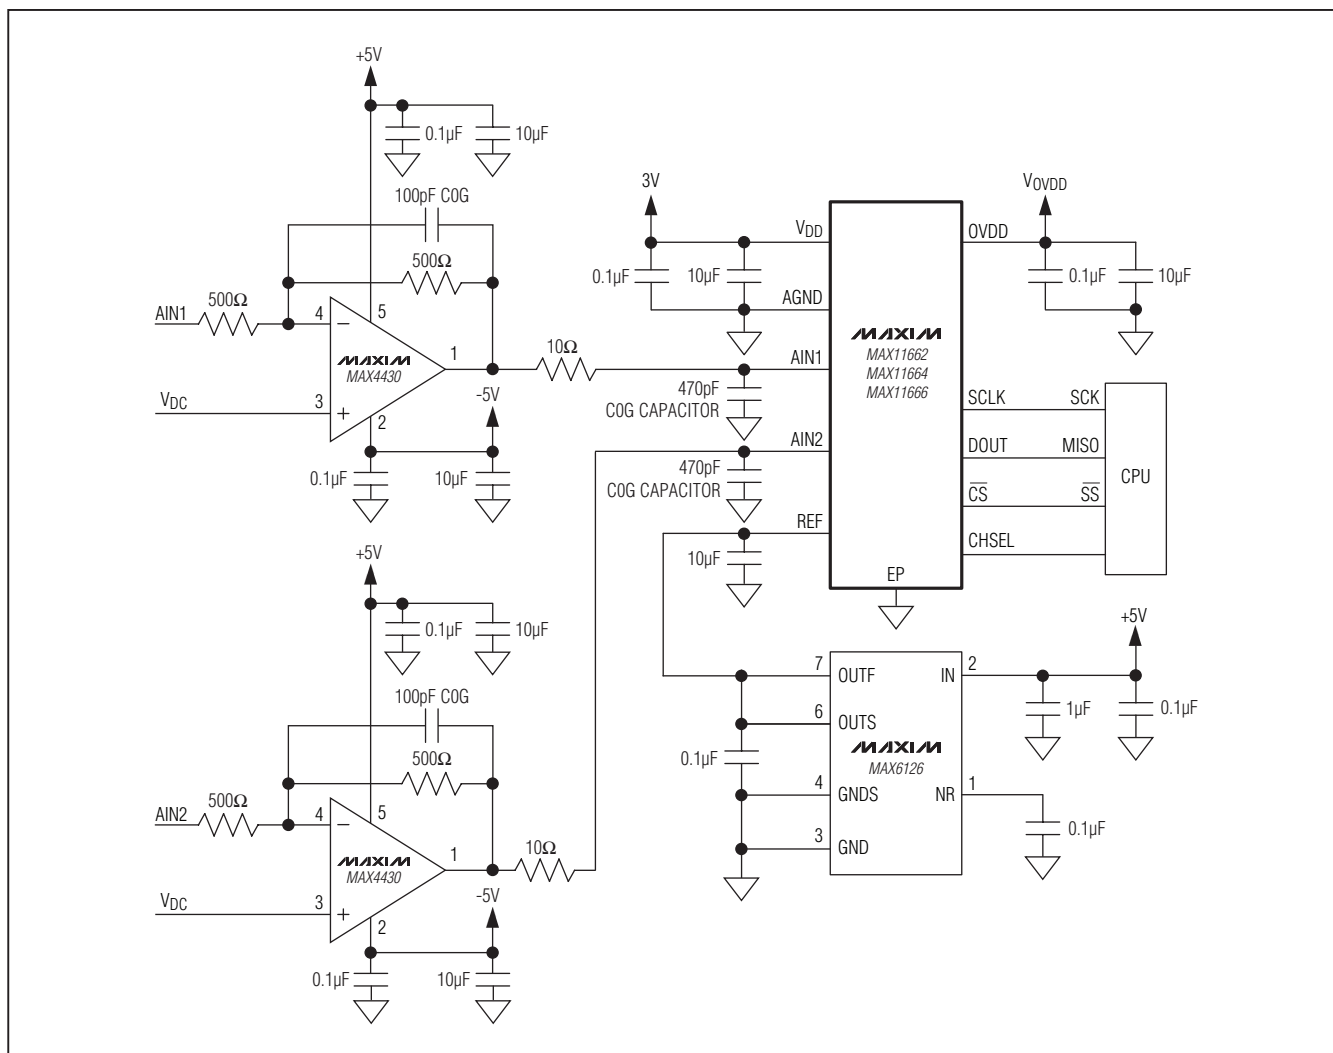 +5V
0.1µF
10µF
100pF C0G
500Ω
AIN1
500Ω
4
−
5
MAXIM
MAX4430
1
VDC
3
+
2
-5V
0.1µF
10µF
10Ω
470pF
C0G CAPACITOR
470pF
C0G CAPACITOR
10µF
3V
0.1µF
10µF
VDD
AGND
AIN1
AIN2
REF
EP
MAXIM
MAX11662
MAX11664
MAX11666
OVDD
SCLK
DOUT
CS
CHSEL
VOVDD
0.1µF
10µF
SCK
MISO
SS
CPU
+5V
0.1µF
10µF
100pF C0G
500Ω
AIN2
500Ω
4
−
5
MAXIM
MAX4430
1
VDC
3
+
2
-5V
0.1µF
10µF
10Ω
0.1µF
7
OUTF
6
OUTS
4
GNDS
3
GND
MAXIM
MAX6126
IN
2
NR
1
+5V
1µF
0.1µF
0.1µF